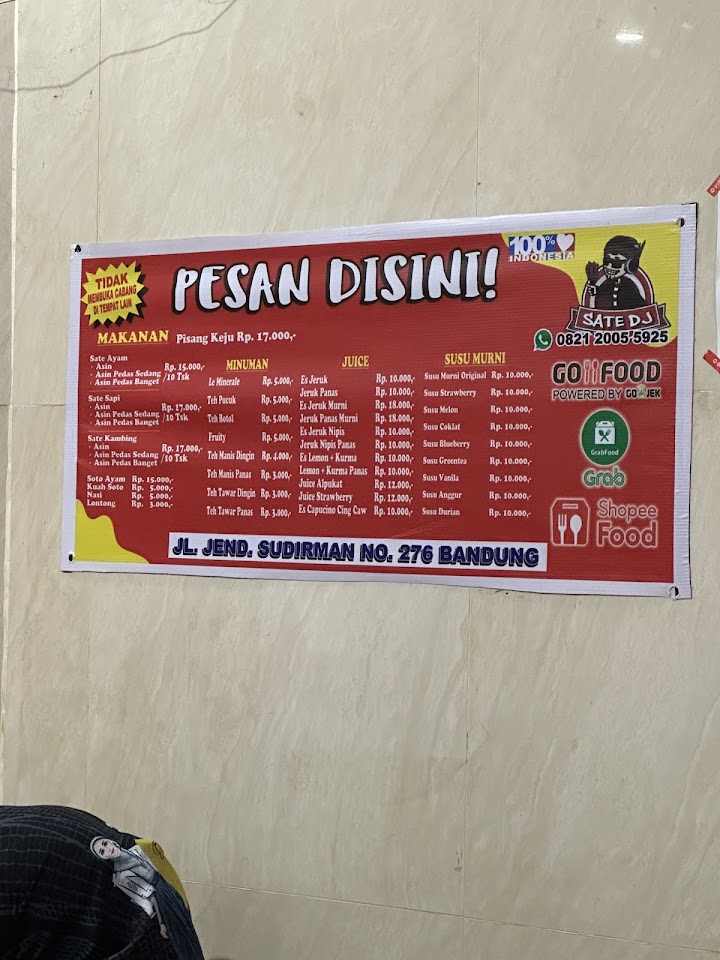 PESAN DISINI!
100% INDONESIA
TIDAK
MEMBUKA CABANG
DI TEMPAT LAIN
SATE DJ
0821 2005 5925
MAKANAN Pisang Keju Rp. 17.000,-
Sate Ayam
· Asin
· Asin Pedas Sedang
· Asin Pedas Banget
Rp. 15.000,-
/10 Tsk
Sate Sapi
· Asin
· Asin Pedas Sedang
· Asin Pedas Banget
Rp. 17.000,-
/10 Tsk
Sate Kambing
· Asin
· Asin Pedas Sedang
· Asin Pedas Banget
Rp. 17.000,-
/10 Tsk
Soto Ayam Rp. 15.000,-
Kuah Soto Rp. 5.000,-
Nasi Rp. 5.000,-
Lontong Rp. 3.000,-
MINUMAN
Le Minerale Rp. 5.000,-
Teh Pucuk Rp. 5.000,-
Teh Botol Rp. 5.000,-
Fruity Rp. 5.000,-
Teh Manis Dingin Rp. 4.000,-
Teh Manis Panas Rp. 3.000,-
Teh Tawar Dingin Rp. 3.000,-
Teh Tawar Panas Rp. 3.000,-
JUICE
Es Jeruk Rp. 10.000,-
Jeruk Panas Rp. 10.000,-
Es Jeruk Murni Rp. 18.000,-
Jeruk Panas Murni Rp. 18.000,-
Es Jeruk Nipis Rp. 10.000,-
Jeruk Nipis Panas Rp. 10.000,-
Es Lemon + Kurma Rp. 10.000,-
Lemon + Kurma Panas Rp. 10.000,-
Juice Alpukat Rp. 12.000,-
Juice Strawberry Rp. 12.000,-
Es Capucino Cing Caw Rp. 10.000,-
SUSU MURNI
Susu Murni Original Rp. 10.000,-
Susu Strawberry Rp. 10.000,-
Susu Melon Rp. 10.000,-
Susu Coklat Rp. 10.000,-
Susu Blueberry Rp. 10.000,-
Susu Greentea Rp. 10.000,-
Susu Vanila Rp. 10.000,-
Susu Anggur Rp. 10.000,-
Susu Durian Rp. 10.000,-
GO FOOD
POWERED BY GOJEK
GrabFood
Grab
Shopee
Food
JL. JEND. SUDIRMAN NO. 276 BANDUNG